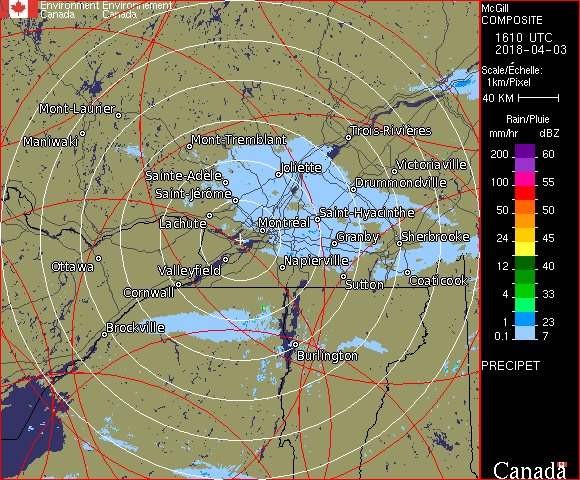 Environment Environnement
Canada Canada
McGill
COMPOSITE
1610 UTC
2018-04-03
Scale/Échelle:
1km/Pixel
40 KM
Rain/Pluie
mm/hr dBZ
200 60
100 55
50 50
24 45
12 40
4 33
1 23
0.1 7
PRECIPET
Canada
Mont-Laurier
Maniwaki
Mont-Tremblant
Trois-Rivières
Victoriaville
Joliette
Sainte-Adèle
Drummondville
Saint-Jérôme
Saint-Hyacinthe
Lachute
Montréal
Granby
Sherbrooke
Ottawa
Valleyfield
Napierville
Coaticook
Cornwall
Sutton
Brockville
Burlington